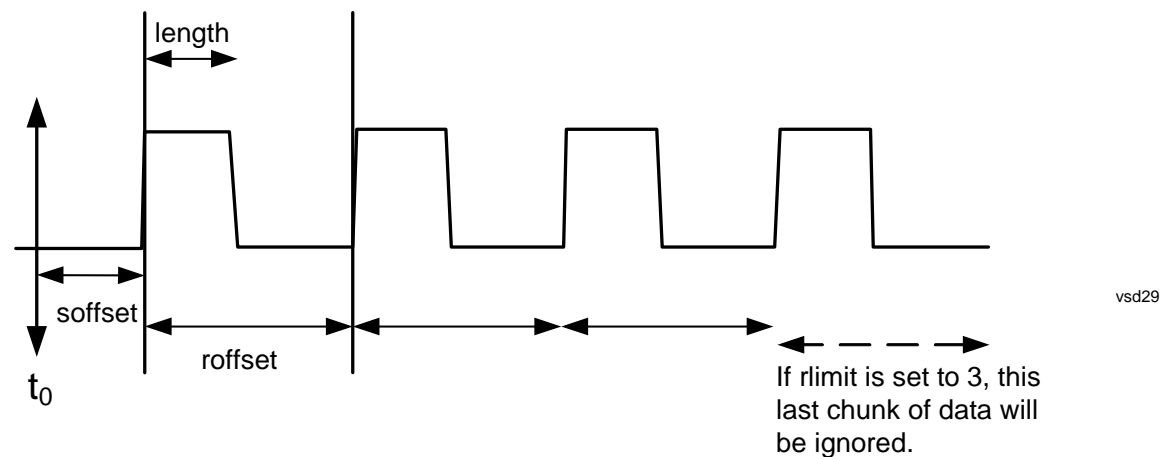 length
vsd29
soffset
roffset
t₀
If rlimit is set to 3, this
last chunk of data will
be ignored.